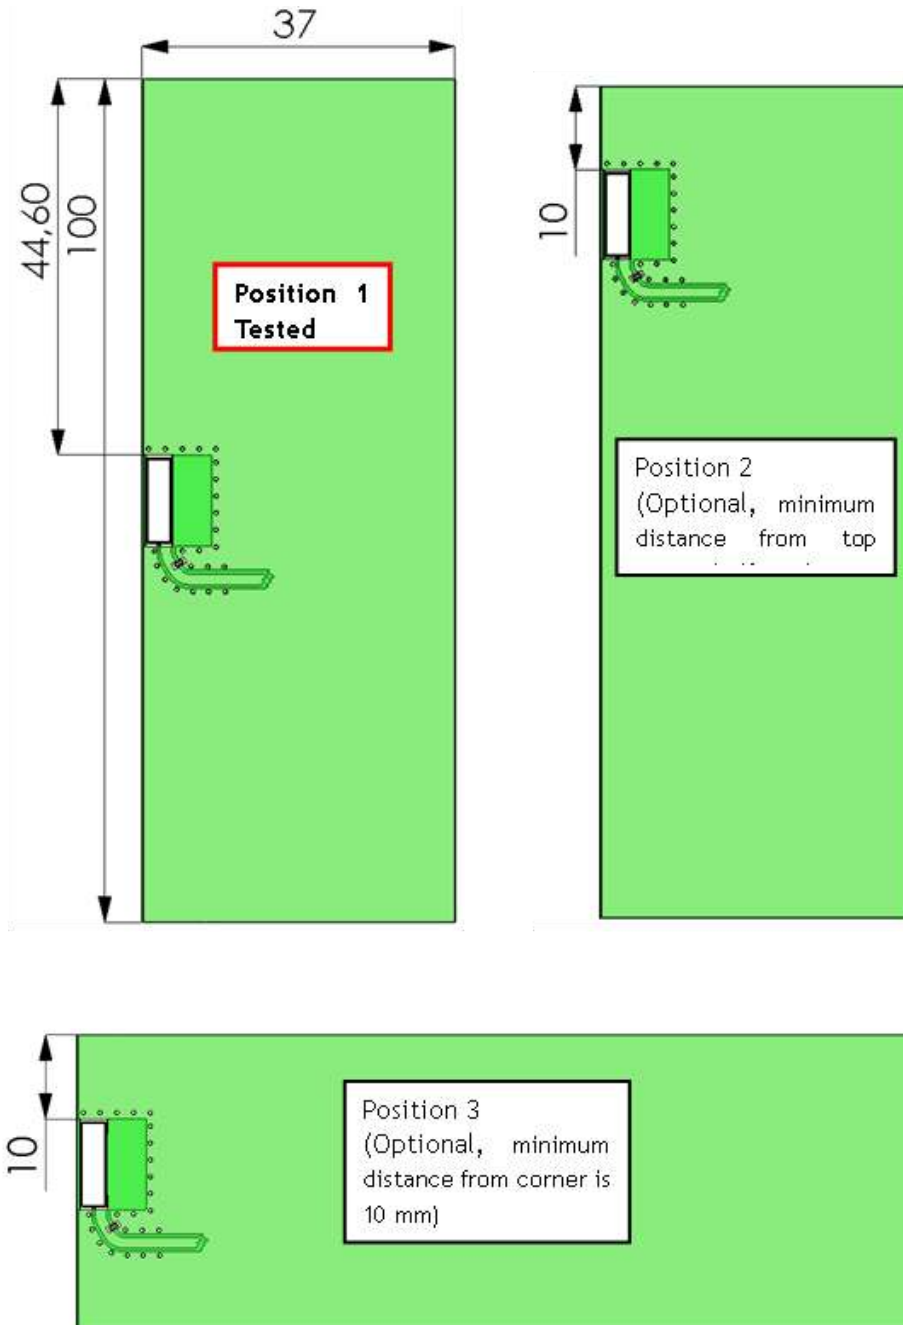 37
44,60
100
10
Position 1
Tested
Position 2
(Optional, minimum
distance from top
10
Position 3
(Optional, minimum
distance from corner is
10 mm)